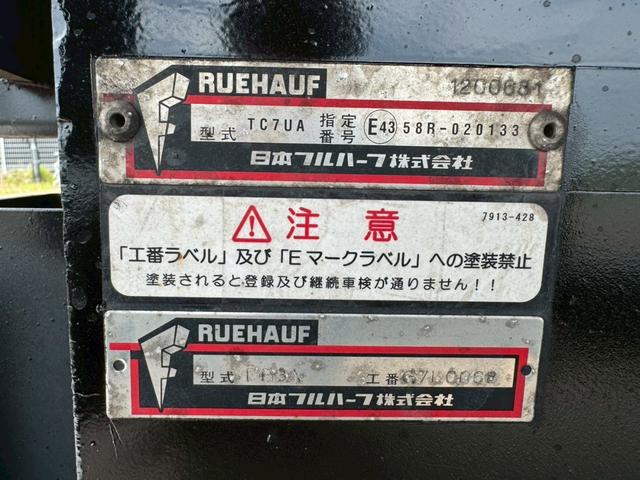 RUEHAUF
1200681
型式 TC7UA 指定番号 E43 58R-020133
日本フルハーフ株式会社
7913-428
注意
「工番ラベル」及び「Eマークラベル」への塗装禁止
塗装されると登録及び継続車検が通りません!!
RUEHAUF
型式 工番
日本フルハーフ株式会社